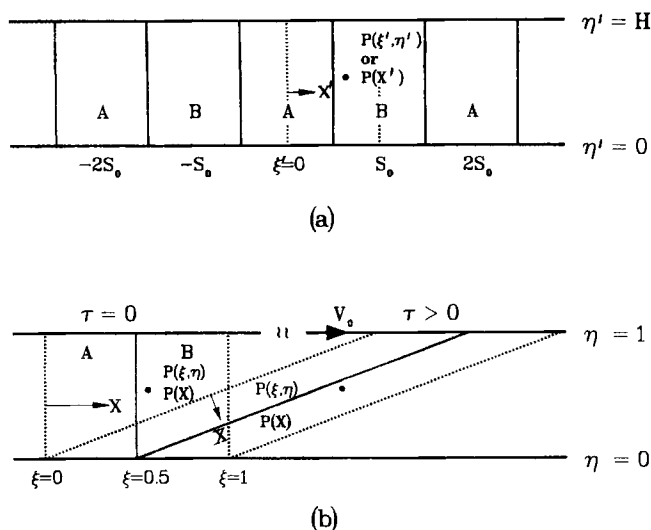 η' = H
P(ξ',η')
or
P(X')
X'
A B A B A
η' = 0
-2S₀ -S₀ ξ'=0 S₀ 2S₀
(a)
τ = 0 V₀ τ > 0
η = 1
A B
P(ξ,η) P(ξ,η)
P(X) P(X)
X X
η = 0
ξ=0 ξ=0.5 ξ=1
(b)